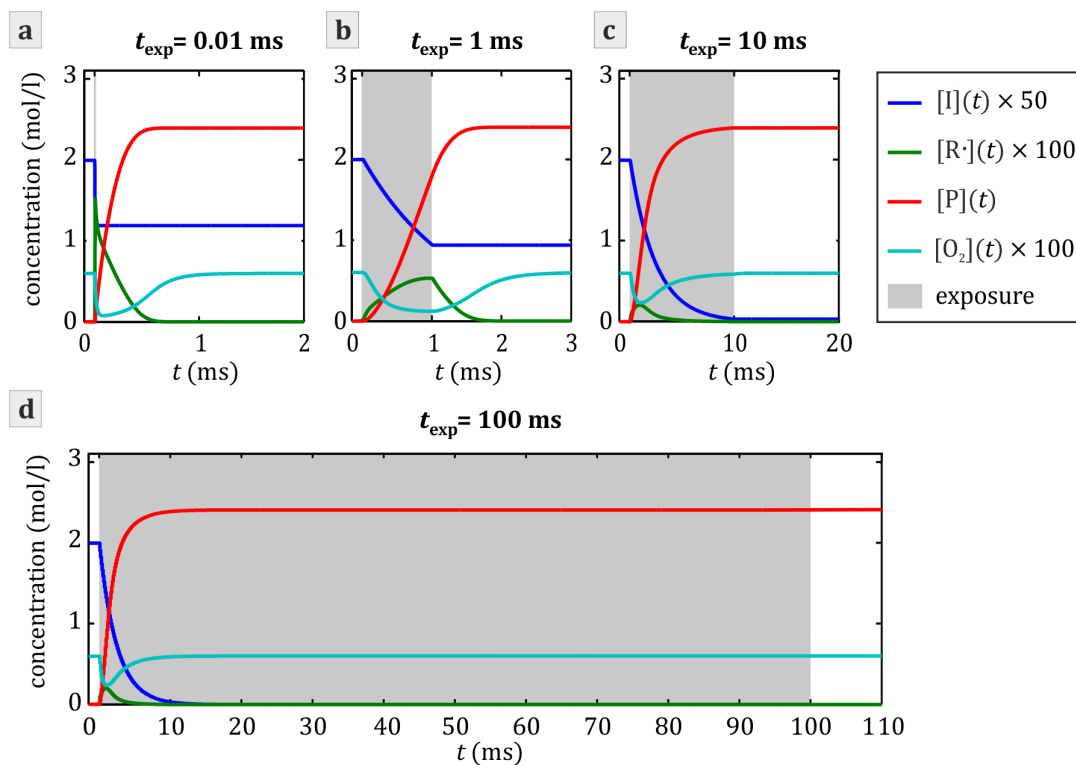 a
t_exp= 0.01 ms
concentration (mol/l)
3
2
1
0
0 1 2
t (ms)
b
t_exp= 1 ms
3
2
1
0
0 1 2 3
t (ms)
c
t_exp= 10 ms
3
2
1
0
0 10 20
t (ms)
[I](t) × 50
[R·](t) × 100
[P](t)
[O₂](t) × 100
exposure
d
t_exp= 100 ms
concentration (mol/l)
3
2
1
0
0 10 20 30 40 50 60 70 80 90 100 110
t (ms)